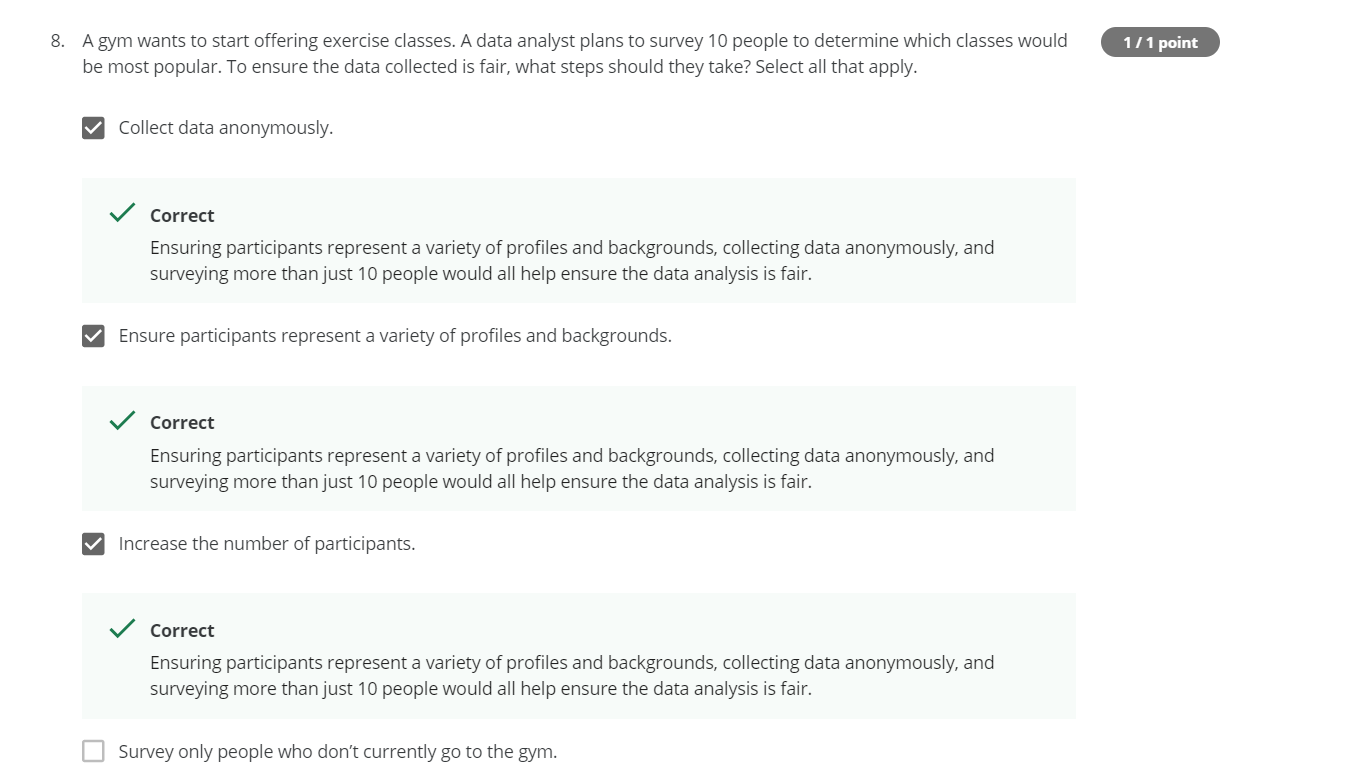 8. A gym wants to start offering exercise classes. A data analyst plans to survey 10 people to determine which classes would
1 / 1 point
be most popular. To ensure the data collected is fair, what steps should they take? Select all that apply.
Collect data anonymously.
Correct
Ensuring participants represent a variety of profiles and backgrounds, collecting data anonymously, and
surveying more than just 10 people would all help ensure the data analysis is fair.
Ensure participants represent a variety of profiles and backgrounds.
Correct
Ensuring participants represent a variety of profiles and backgrounds, collecting data anonymously, and
surveying more than just 10 people would all help ensure the data analysis is fair.
Increase the number of participants.
Correct
Ensuring participants represent a variety of profiles and backgrounds, collecting data anonymously, and
surveying more than just 10 people would all help ensure the data analysis is fair.
Survey only people who don’t currently go to the gym.